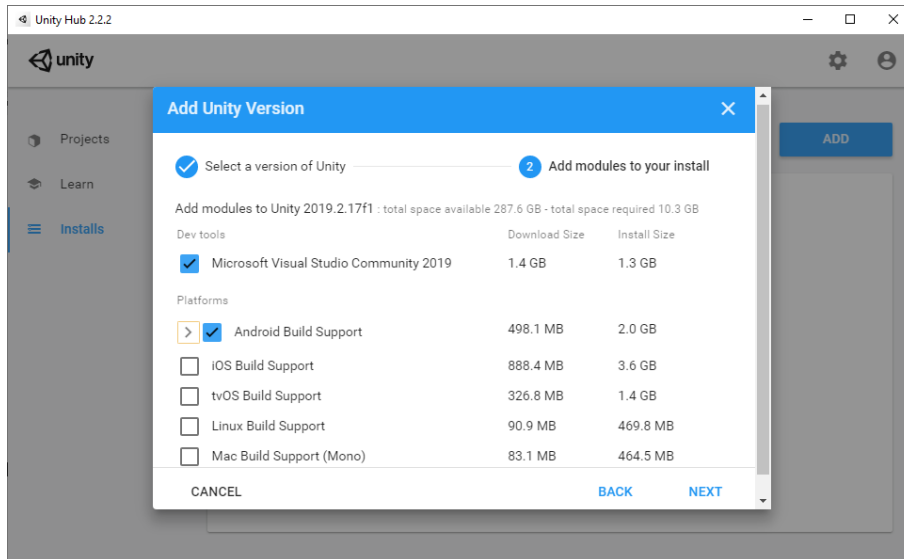 Unity Hub 2.2.2
unity
Add Unity Version
Projects
ADD
Select a version of Unity
2
Add modules to your install
Learn
Add modules to Unity 2019.2.17f1 : total space available 287.6 GB - total space required 10.3 GB
Installs
Dev tools Download Size Install Size
Microsoft Visual Studio Community 2019 1.4 GB 1.3 GB
Platforms
Android Build Support 498.1 MB 2.0 GB
iOS Build Support 888.4 MB 3.6 GB
tvOS Build Support 326.8 MB 1.4 GB
Linux Build Support 90.9 MB 469.8 MB
Mac Build Support (Mono) 83.1 MB 464.5 MB
CANCEL BACK NEXT